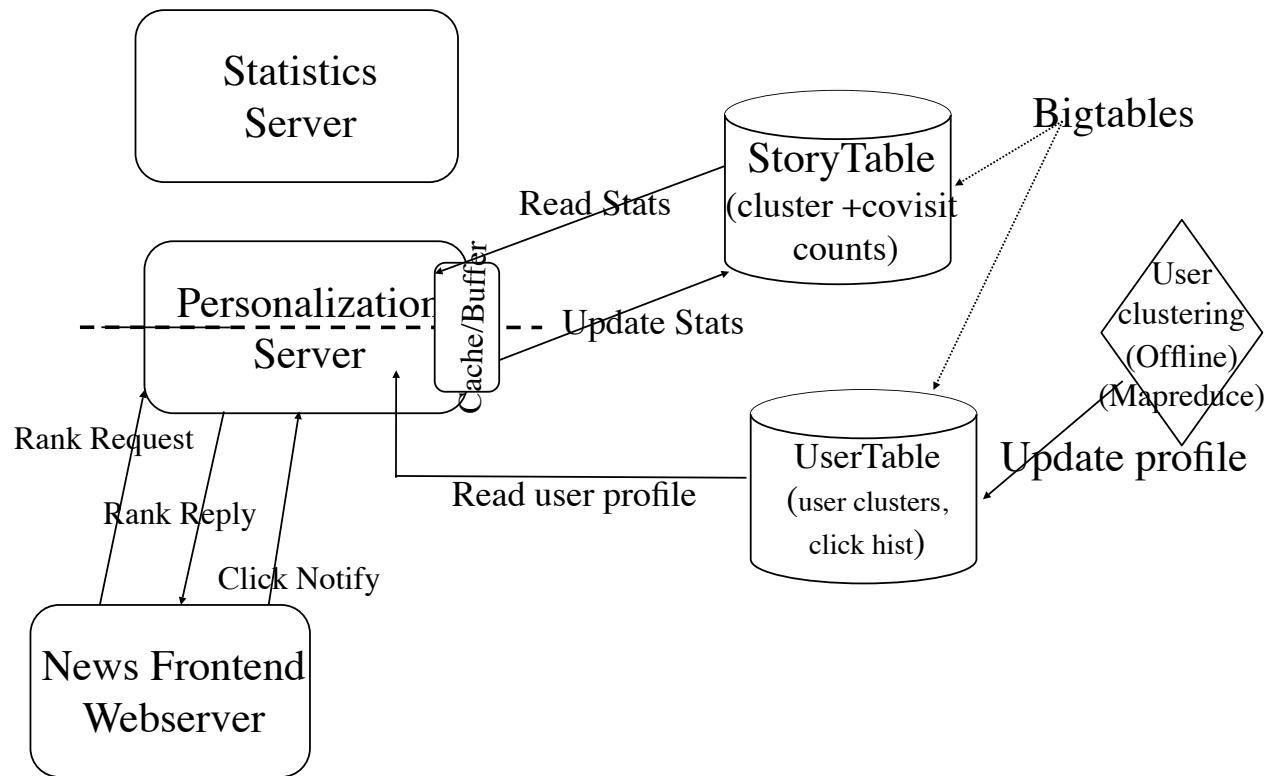 Statistics
Server
Bigtables
StoryTable
(cluster +covisit
counts)
Read Stats
Personalization
Server
Cache/Buffer
Update Stats
User
clustering
(Offline)
(Mapreduce)
Rank Request
Rank Reply
Click Notify
Read user profile
UserTable
(user clusters,
click hist)
Update profile
News Frontend
Webserver